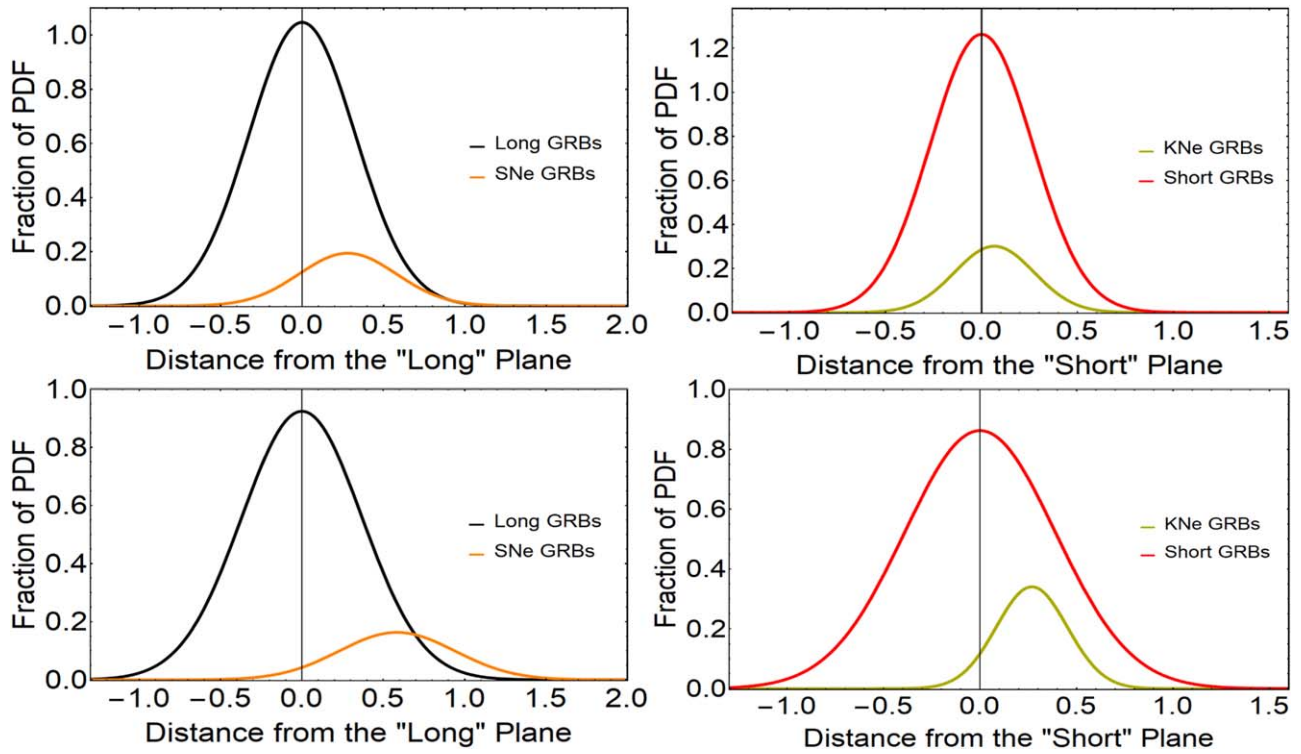 1.0
0.8
0.6
0.4
0.2
0.0
Fraction of PDF
Long GRBs
SNe GRBs
−1.0 −0.5 0.0 0.5 1.0 1.5 2.0
Distance from the "Long" Plane
1.2
1.0
0.8
0.6
0.4
0.2
0.0
Fraction of PDF
KNe GRBs
Short GRBs
−1.0 −0.5 0.0 0.5 1.0 1.5
Distance from the "Short" Plane
1.0
0.8
0.6
0.4
0.2
0.0
Fraction of PDF
Long GRBs
SNe GRBs
−1.0 −0.5 0.0 0.5 1.0 1.5 2.0
Distance from the "Long" Plane
1.0
0.8
0.6
0.4
0.2
0.0
Fraction of PDF
KNe GRBs
Short GRBs
−1.0 −0.5 0.0 0.5 1.0 1.5
Distance from the "Short" Plane